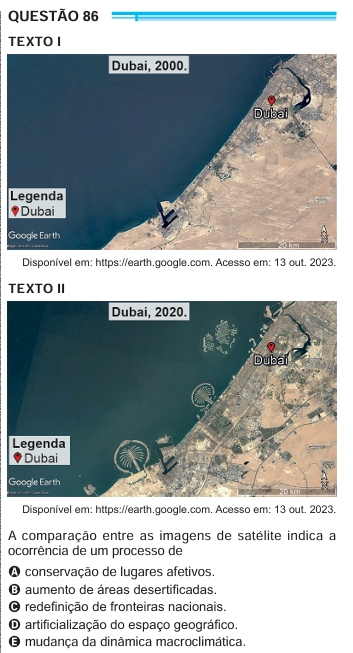 QUESTÃO 86
TEXTO I
Dubai, 2000.
Dubai
Legenda
Dubai
Google Earth
20 km
Disponível em: https://earth.google.com. Acesso em: 13 out. 2023.
TEXTO II
Dubai, 2020.
Dubai
Legenda
Dubai
Google Earth
20 km
Disponível em: https://earth.google.com. Acesso em: 13 out. 2023.
A comparação entre as imagens de satélite indica a
ocorrência de um processo de
A conservação de lugares afetivos.
B aumento de áreas desertificadas.
C redefinição de fronteiras nacionais.
D artificialização do espaço geográfico.
E mudança da dinâmica macroclimática.